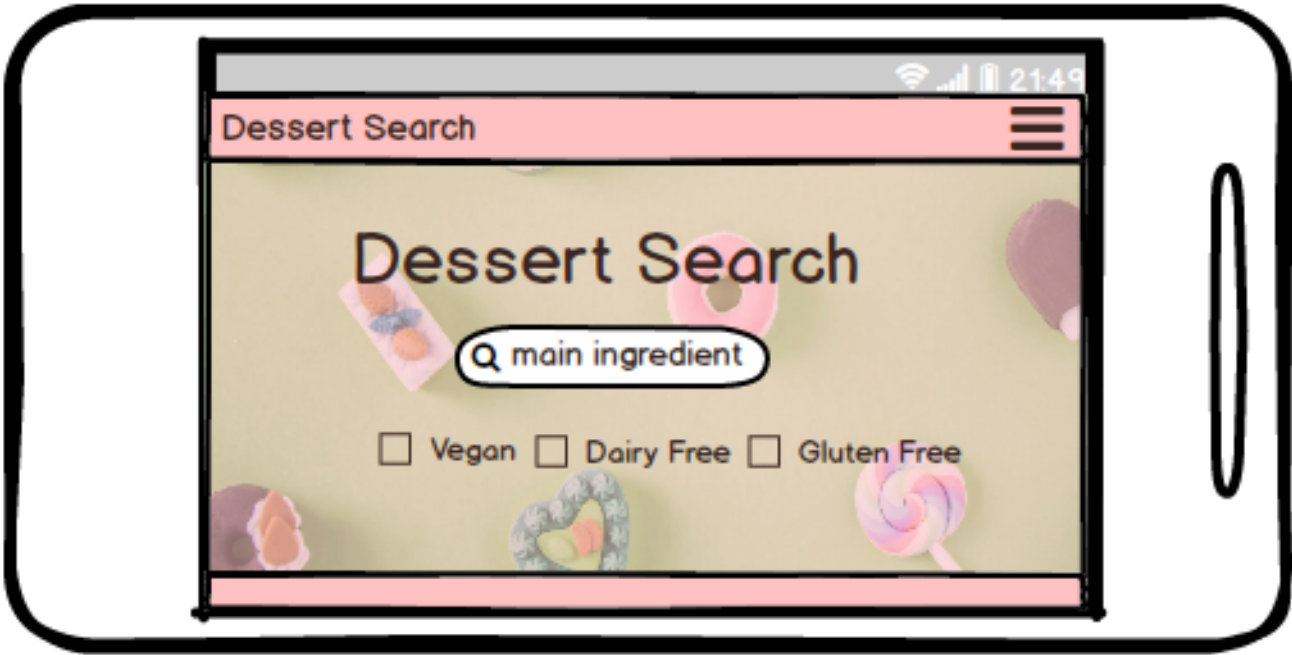 21:49
Dessert Search
Dessert Search
main ingredient
Vegan Dairy Free Gluten Free